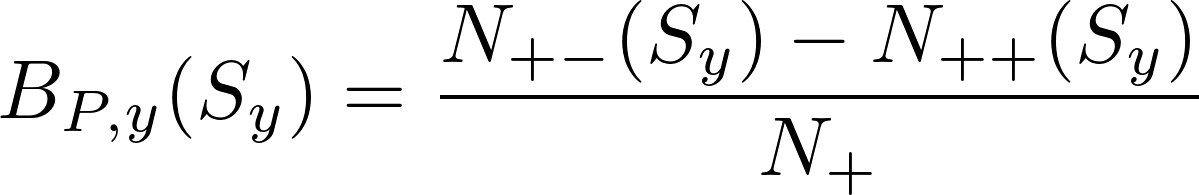 B_{P,y}(S_y) = \frac{N_{+-}(S_y) - N_{++}(S_y)}{N_+}